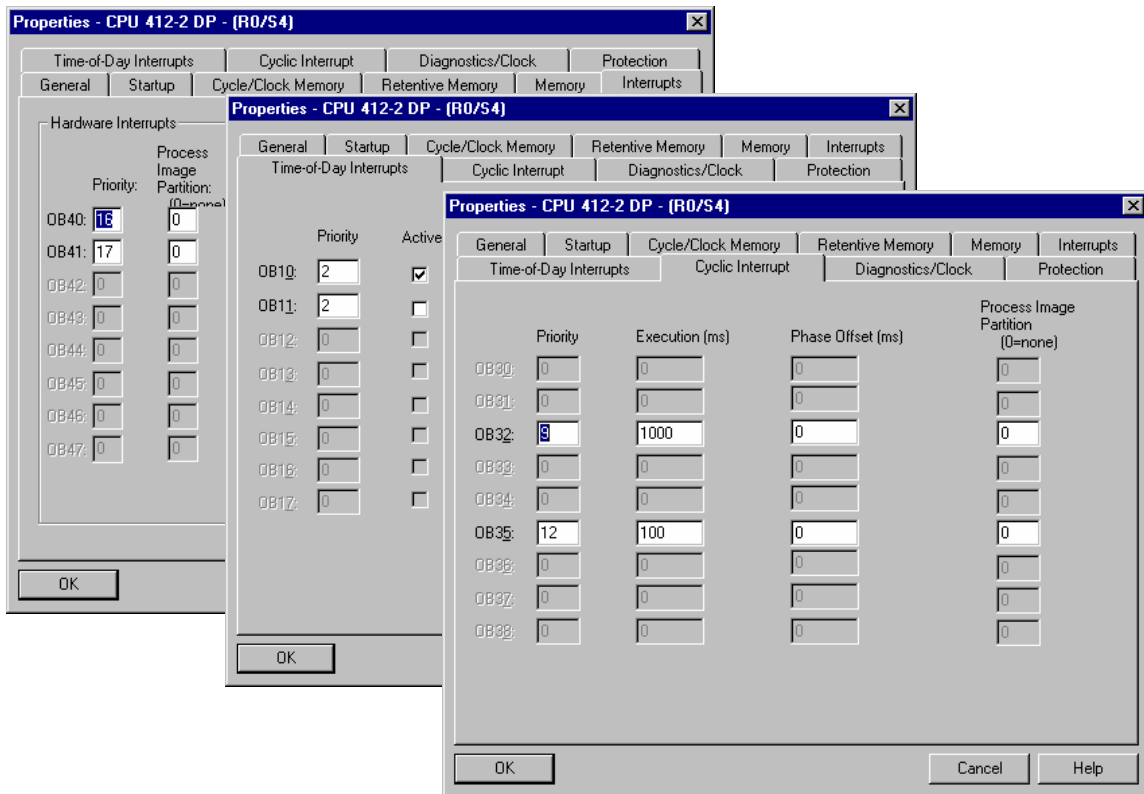 Properties - CPU 412-2 DP - (R0/S4)
Time-of-Day Interrupts Cyclic Interrupt Diagnostics/Clock Protection
General Startup Cycle/Clock Memory Retentive Memory Memory Interrupts
Hardware Interrupts
Process
Image
Priority: Partition:
(0=none)
OB40: 16 0
OB41: 17 0
OB42: 0 0
OB43: 0 0
OB44: 0 0
OB45: 0 0
OB46: 0 0
OB47: 0 0
OK
Properties - CPU 412-2 DP - (R0/S4)
General Startup Cycle/Clock Memory Retentive Memory Memory Interrupts
Time-of-Day Interrupts Cyclic Interrupt Diagnostics/Clock Protection
Priority Active
OB10: 2
OB11: 2
OB12: 0
OB13: 0
OB14: 0
OB15: 0
OB16: 0
OB17: 0
OK
Properties - CPU 412-2 DP - (R0/S4)
General Startup Cycle/Clock Memory Retentive Memory Memory Interrupts
Time-of-Day Interrupts Cyclic Interrupt Diagnostics/Clock Protection
Process Image
Partition
Priority Execution (ms) Phase Offset (ms) (0=none)
OB30: 0 0 0 0
OB31: 0 0 0 0
OB32: 9 1000 0 0
OB33: 0 0 0 0
OB34: 0 0 0 0
OB35: 12 100 0 0
OB36: 0 0 0 0
OB37: 0 0 0 0
OB38: 0 0 0 0
OK Cancel Help